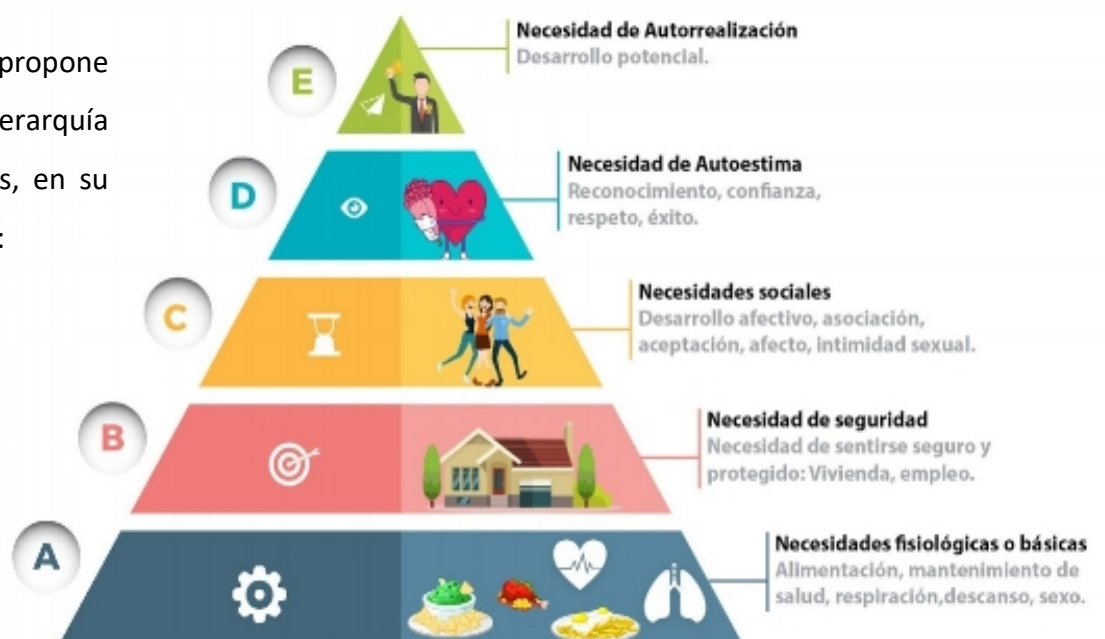 propone
erarquía
s, en su
:
E
Necesidad de Autorrealización
Desarrollo potencial.
D
Necesidad de Autoestima
Reconocimiento, confianza,
respeto, éxito.
C
Necesidades sociales
Desarrollo afectivo, asociación,
aceptación, afecto, intimidad sexual.
B
Necesidad de seguridad
Necesidad de sentirse seguro y
protegido: Vivienda, empleo.
A
Necesidades fisiológicas o básicas
Alimentación, mantenimiento de
salud, respiración,descanso, sexo.